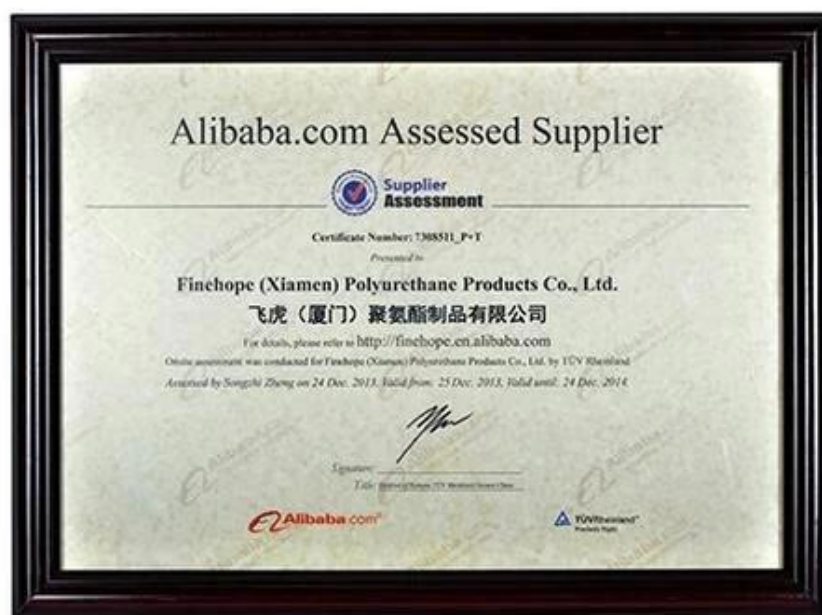 Alibaba.com Assessed Supplier
Supplier
Assessment
Certificate Number: 7308511_P+T
Presented to
Finehope (Xiamen) Polyurethane Products Co., Ltd.
飞虎（厦门）聚氨酯制品有限公司
For details, please refer to http://finehope.en.alibaba.com
Onsite assessment was conducted for Finehope (Xiamen) Polyurethane Products Co., Ltd. by TÜV Rheinland
Assessed by Songzhi Zheng on 24 Dec. 2013, Valid from: 25 Dec. 2013, Valid until: 24 Dec. 2014.
Signature:
Title:
Alibaba.com®
TÜVRheinland®
Precisely Right.